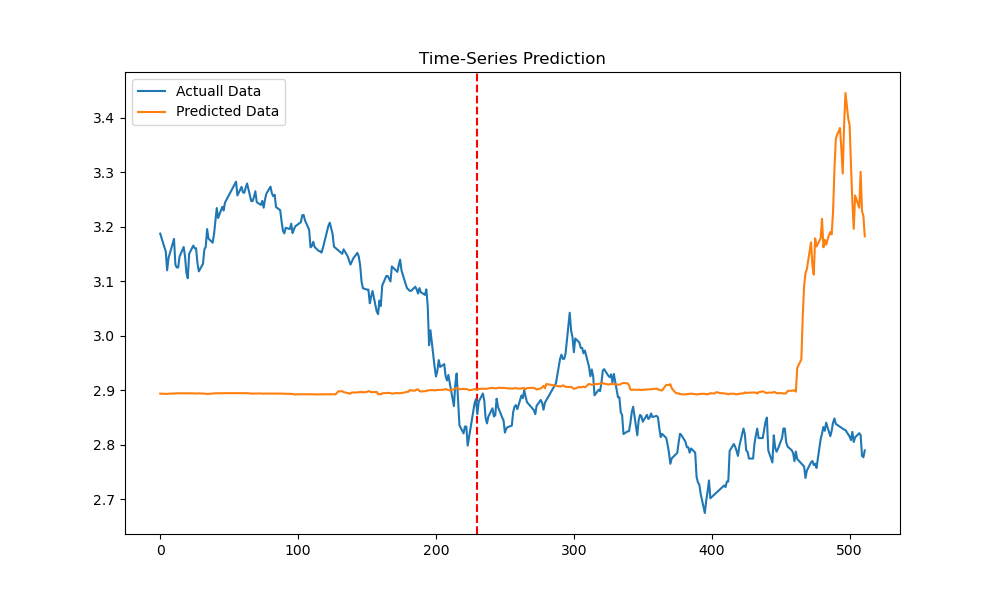 Time-Series Prediction
Actuall Data
Predicted Data
3.4
3.3
3.2
3.1
3.0
2.9
2.8
2.7
0 100 200 300 400 500